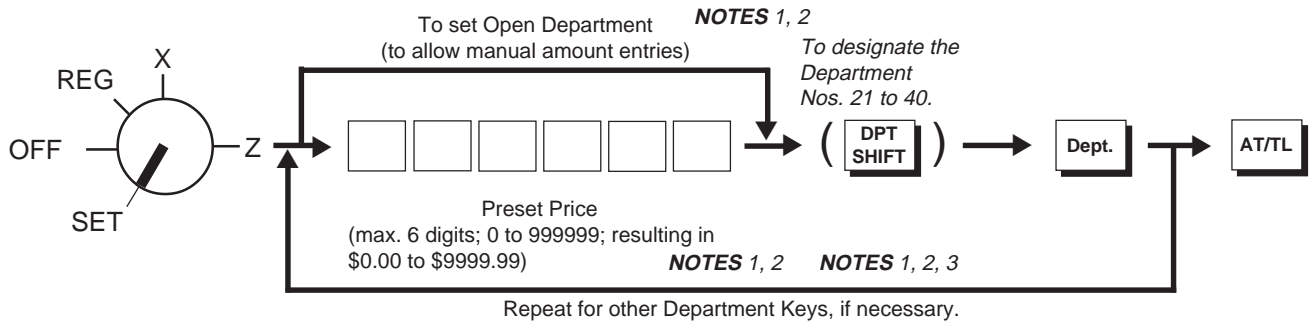 To set Open Department
(to allow manual amount entries)
NOTES 1, 2
To designate the
Department
Nos. 21 to 40.
X
REG
OFF
Z
SET
( DPT
SHIFT )
Dept.
AT/TL
Preset Price
(max. 6 digits; 0 to 999999; resulting in
$0.00 to $9999.99)
NOTES 1, 2
NOTES 1, 2, 3
Repeat for other Department Keys, if necessary.